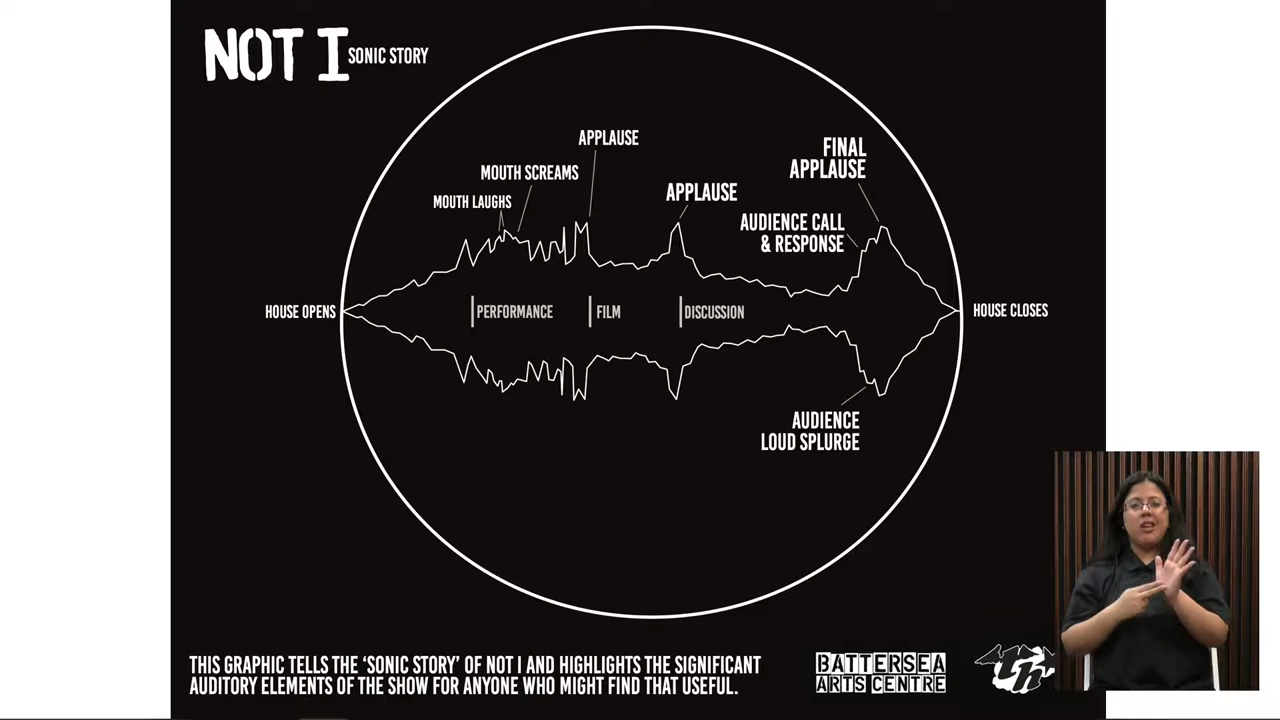 NOT I SONIC STORY
APPLAUSE
FINAL
APPLAUSE
MOUTH SCREAMS
MOUTH LAUGHS
APPLAUSE
AUDIENCE CALL
& RESPONSE
HOUSE OPENS
PERFORMANCE
FILM
DISCUSSION
HOUSE CLOSES
AUDIENCE
LOUD SPLURGE
THIS GRAPHIC TELLS THE ‘SONIC STORY’ OF NOT I AND HIGHLIGHTS THE SIGNIFICANT
AUDITORY ELEMENTS OF THE SHOW FOR ANYONE WHO MIGHT FIND THAT USEFUL.
BATTERSEA
ARTS CENTRE